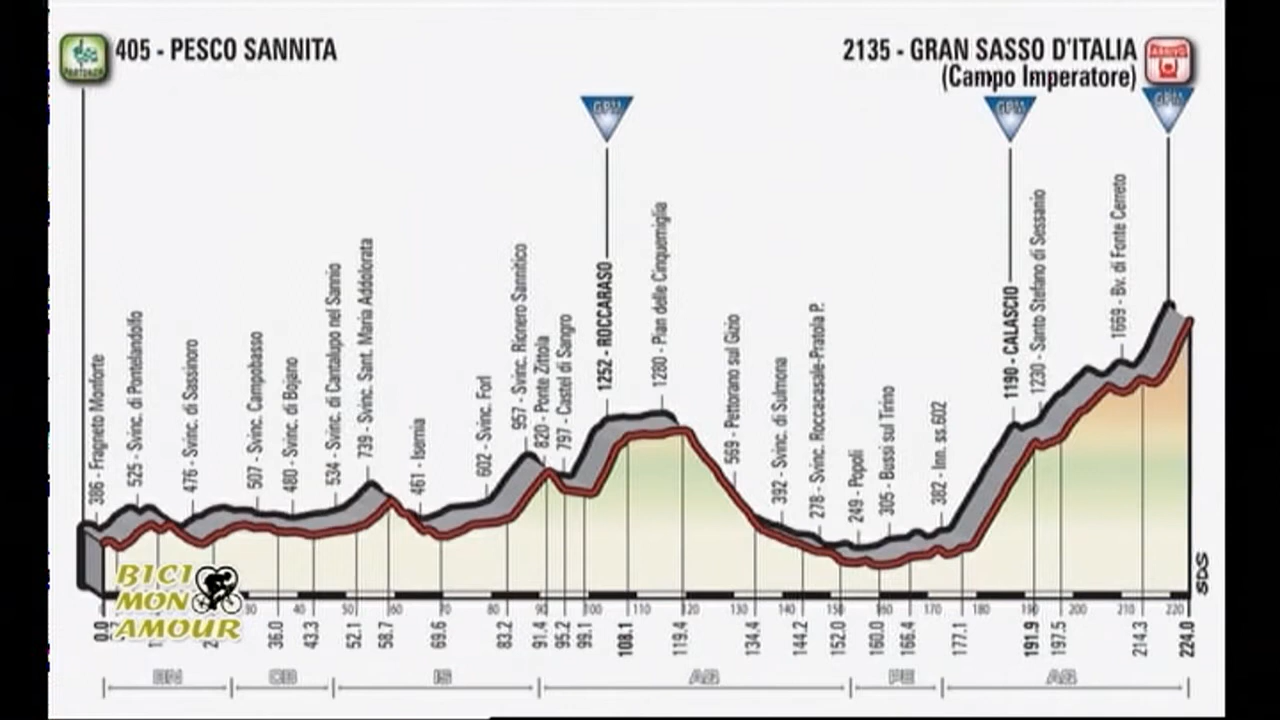 405 - PESCO SANNITA
2135 - GRAN SASSO D'ITALIA
(Campo Imperatore)
PARTENZA
ARRIVO
GPM
GPM
GPM
386 - Fragneto Monforte
525 - Svinc. di Pontelandolfo
476 - Svinc. di Sassinoro
507 - Svinc. Campobasso
480 - Svinc. di Bojano
534 - Svinc. di Cantalupo nel Sannio
739 - Svinc. Sant. Maria Addolorata
461 - Isernia
602 - Svinc. Forlì
957 - Svinc. Rionero Sannitico
820 - Ponte Zittola
797 - Castel di Sangro
1252 - ROCCARASO
1280 - Pian delle Cinquemiglia
569 - Pettorano sul Gizio
392 - Svinc. di Sulmona
278 - Svinc. Roccacasale-Pratola P.
249 - Popoli
305 - Bussi sul Tirino
382 - Inn. ss.602
1190 - CALASCIO
1230 - Santo Stefano di Sessanio
1669 - Bv. di Fonte Cerreto
SDS
BICI
MON
AMOUR
30 40 50 60 70 80 90 100 110 120 130 140 150 160 170 180 190 200 210 220
0.0 36.0 43.3 52.1 58.7 69.6 83.2 91.4 95.2 99.1 108.1 119.4 134.4 144.2 152.0 160.0 166.4 177.1 191.9 197.5 214.3 224.0
BN CB IS AQ PE AQ